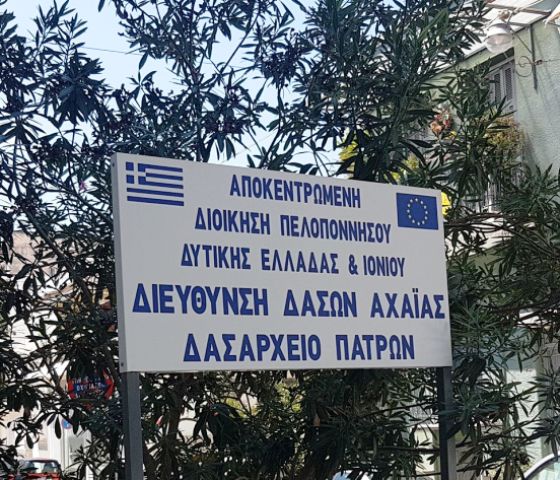 ΑΠΟΚΕΝΤΡΩΜΕΝΗ
ΔΙΟΙΚΗΣΗ ΠΕΛΟΠΟΝΝΗΣΟΥ
ΔΥΤΙΚΗΣ ΕΛΛΑΔΑΣ & ΙΟΝΙΟΥ
ΔΙΕΥΘΥΝΣΗ ΔΑΣΩΝ ΑΧΑΪΑΣ
ΔΑΣΑΡΧΕΙΟ ΠΑΤΡΩΝ